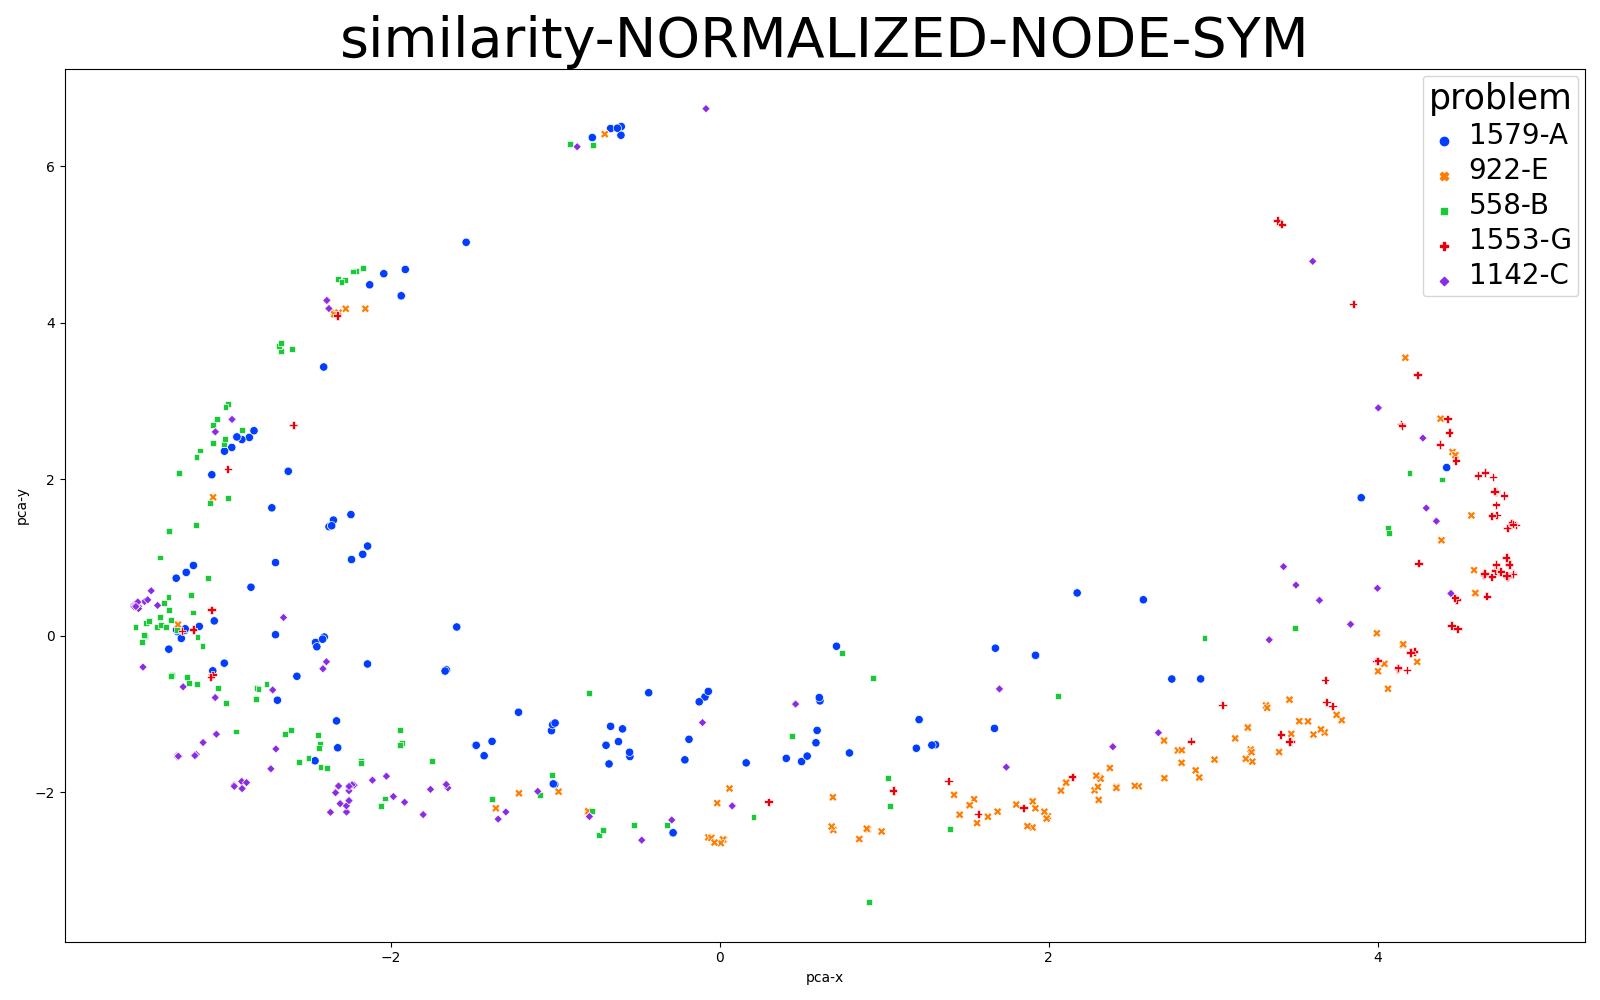 similarity-NORMALIZED-NODE-SYM
problem
1579-A
922-E
558-B
1553-G
1142-C
6
4
2
0
−2
pca-y
−2
0
2
4
pca-x